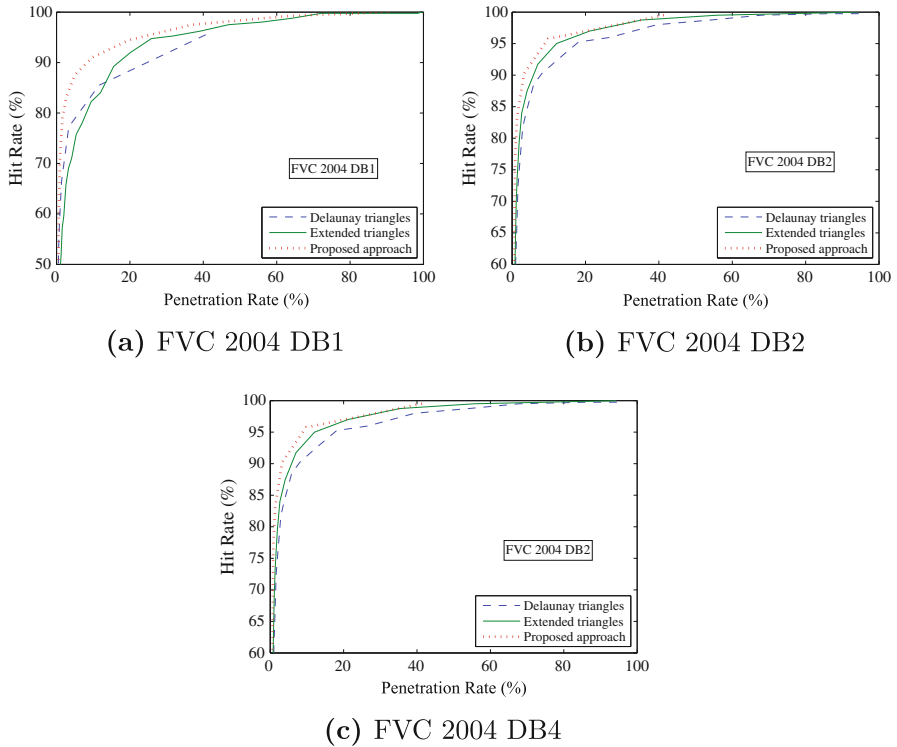 100
90
80
70
60
50
Hit Rate (%)
0 20 40 60 80 100
Penetration Rate (%)
FVC 2004 DB1
Delaunay triangles
Extended triangles
Proposed approach
(a) FVC 2004 DB1
100
95
90
85
80
75
70
65
60
Hit Rate (%)
0 20 40 60 80 100
Penetration Rate (%)
FVC 2004 DB2
Delaunay triangles
Extended triangles
Proposed approach
(b) FVC 2004 DB2
100
95
90
85
80
75
70
65
60
Hit Rate (%)
0 20 40 60 80 100
Penetration Rate (%)
FVC 2004 DB2
Delaunay triangles
Extended triangles
Proposed approach
(c) FVC 2004 DB4